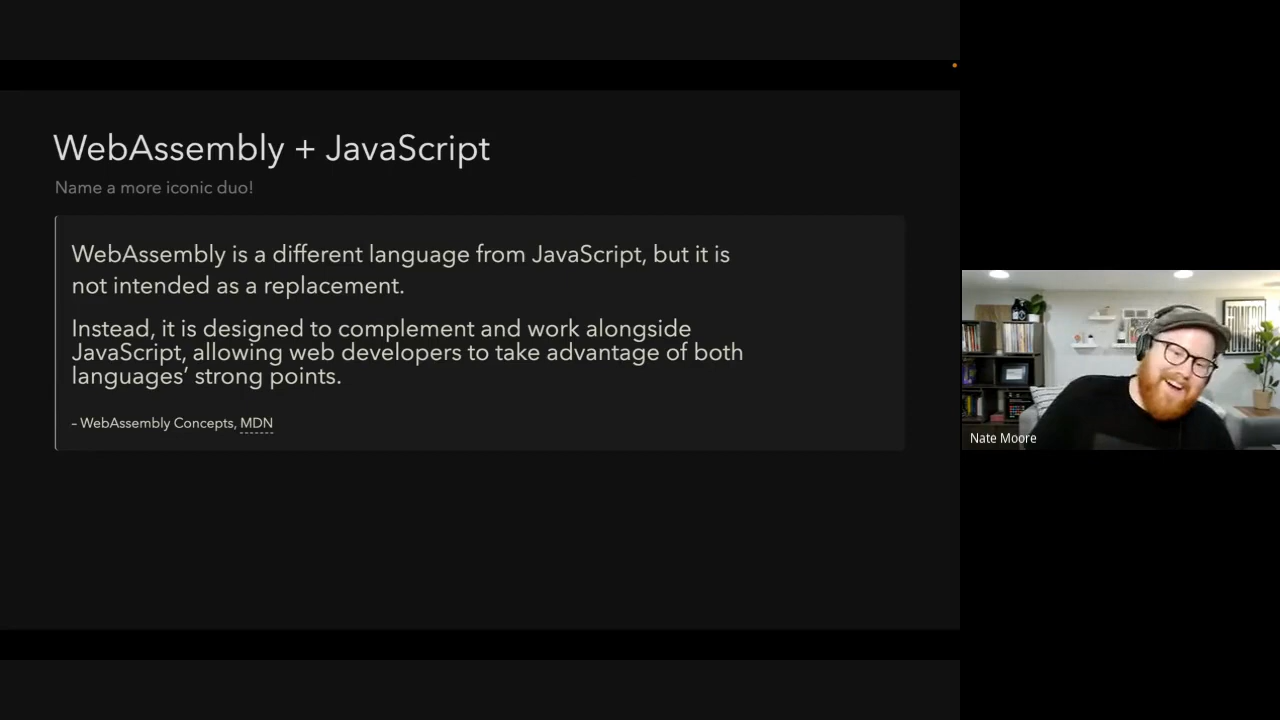 WebAssembly + JavaScript
Name a more iconic duo!
WebAssembly is a different language from JavaScript, but it is
not intended as a replacement.
Instead, it is designed to complement and work alongside
JavaScript, allowing web developers to take advantage of both
languages’ strong points.
– WebAssembly Concepts, MDN
Nate Moore